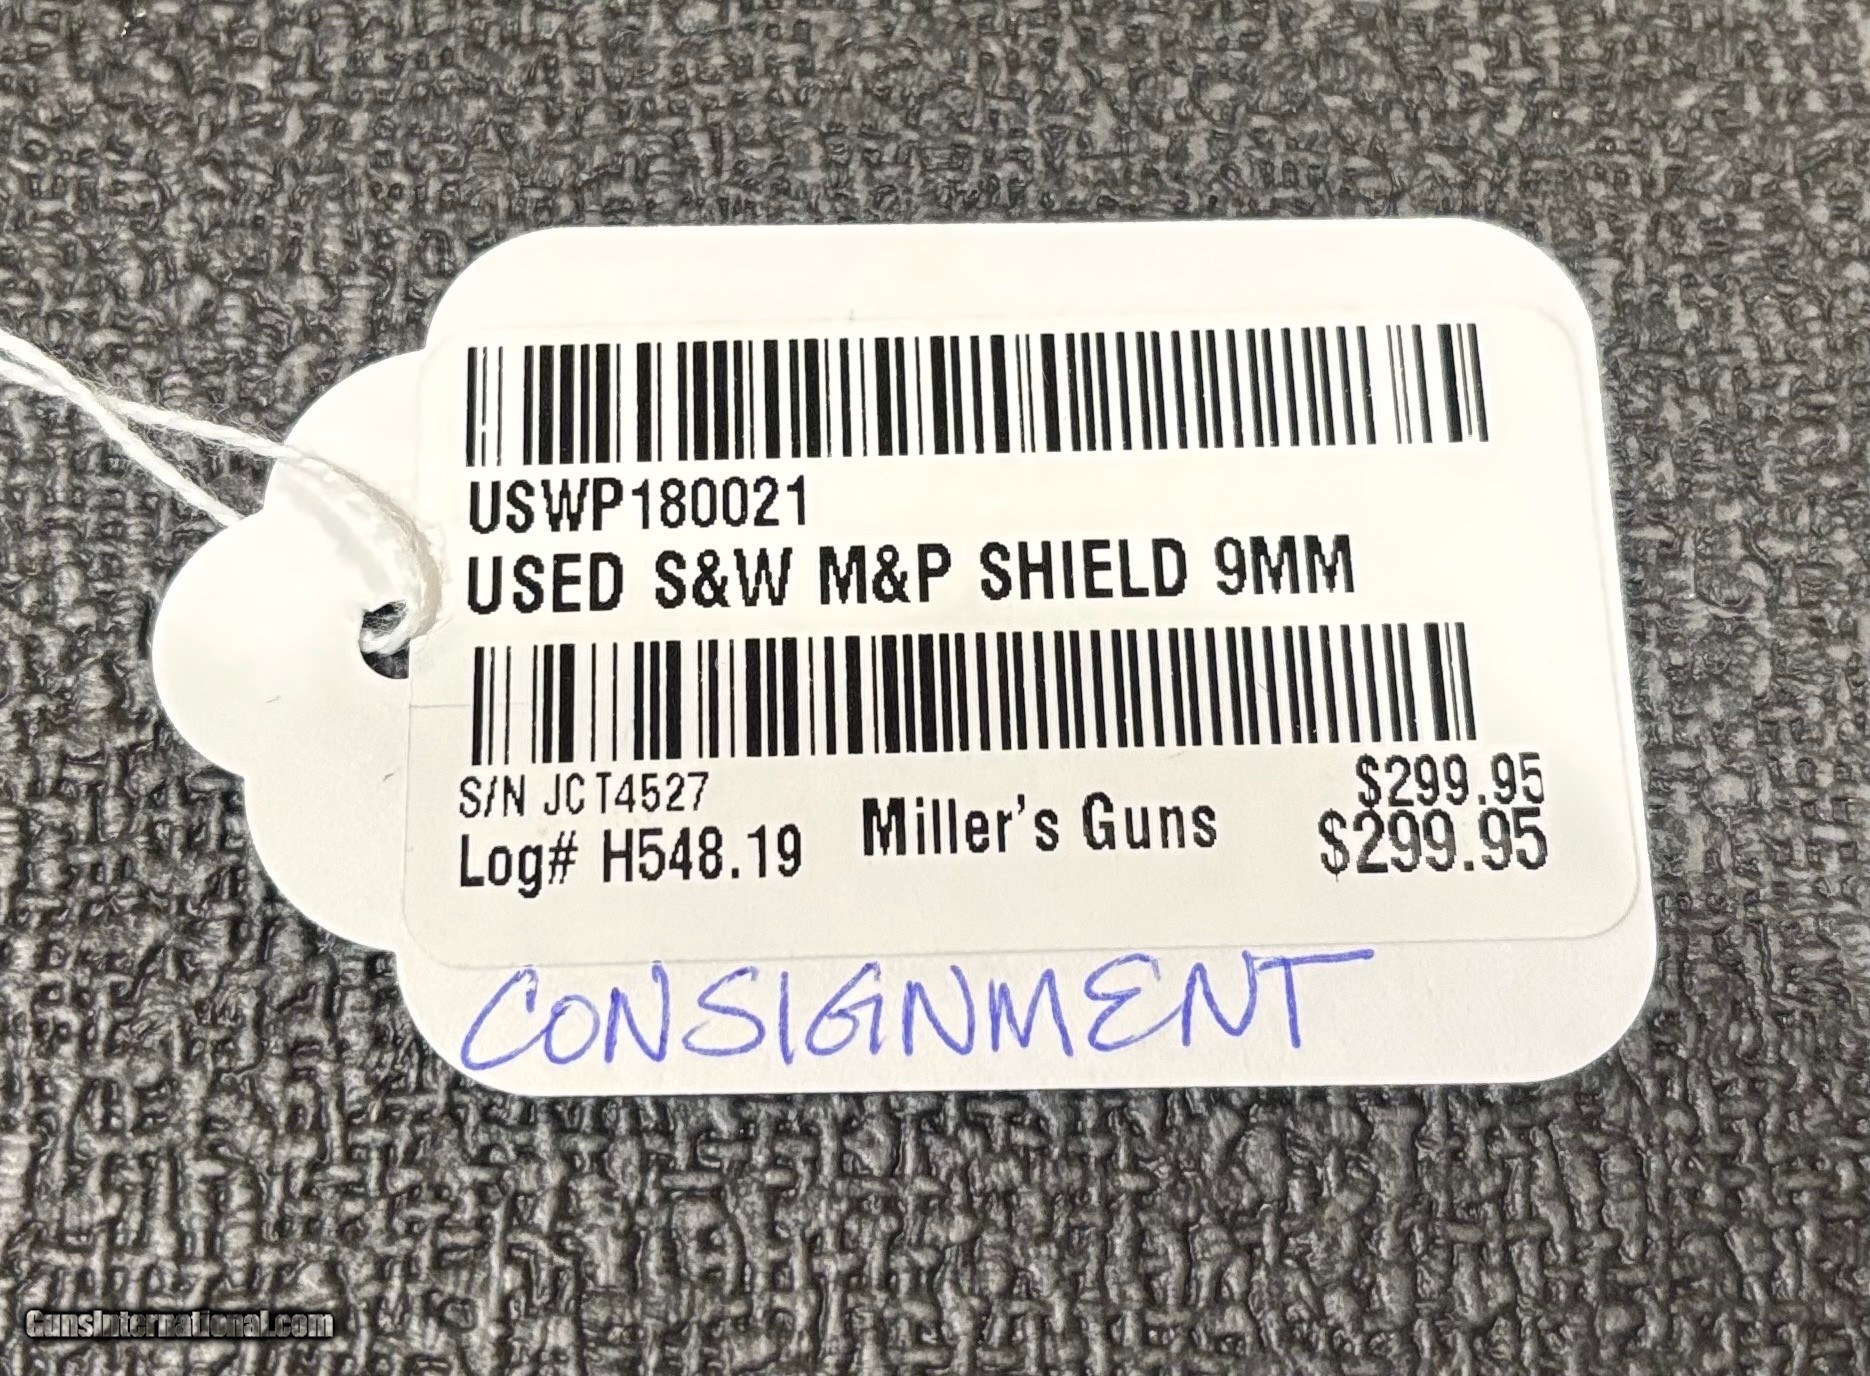 USWP180021
USED S&W M&P SHIELD 9MM
S/N JCT4527
$299.95
Log# H548.19 Miller's Guns $299.95
CONSIGNMENT
GunsInternational.com